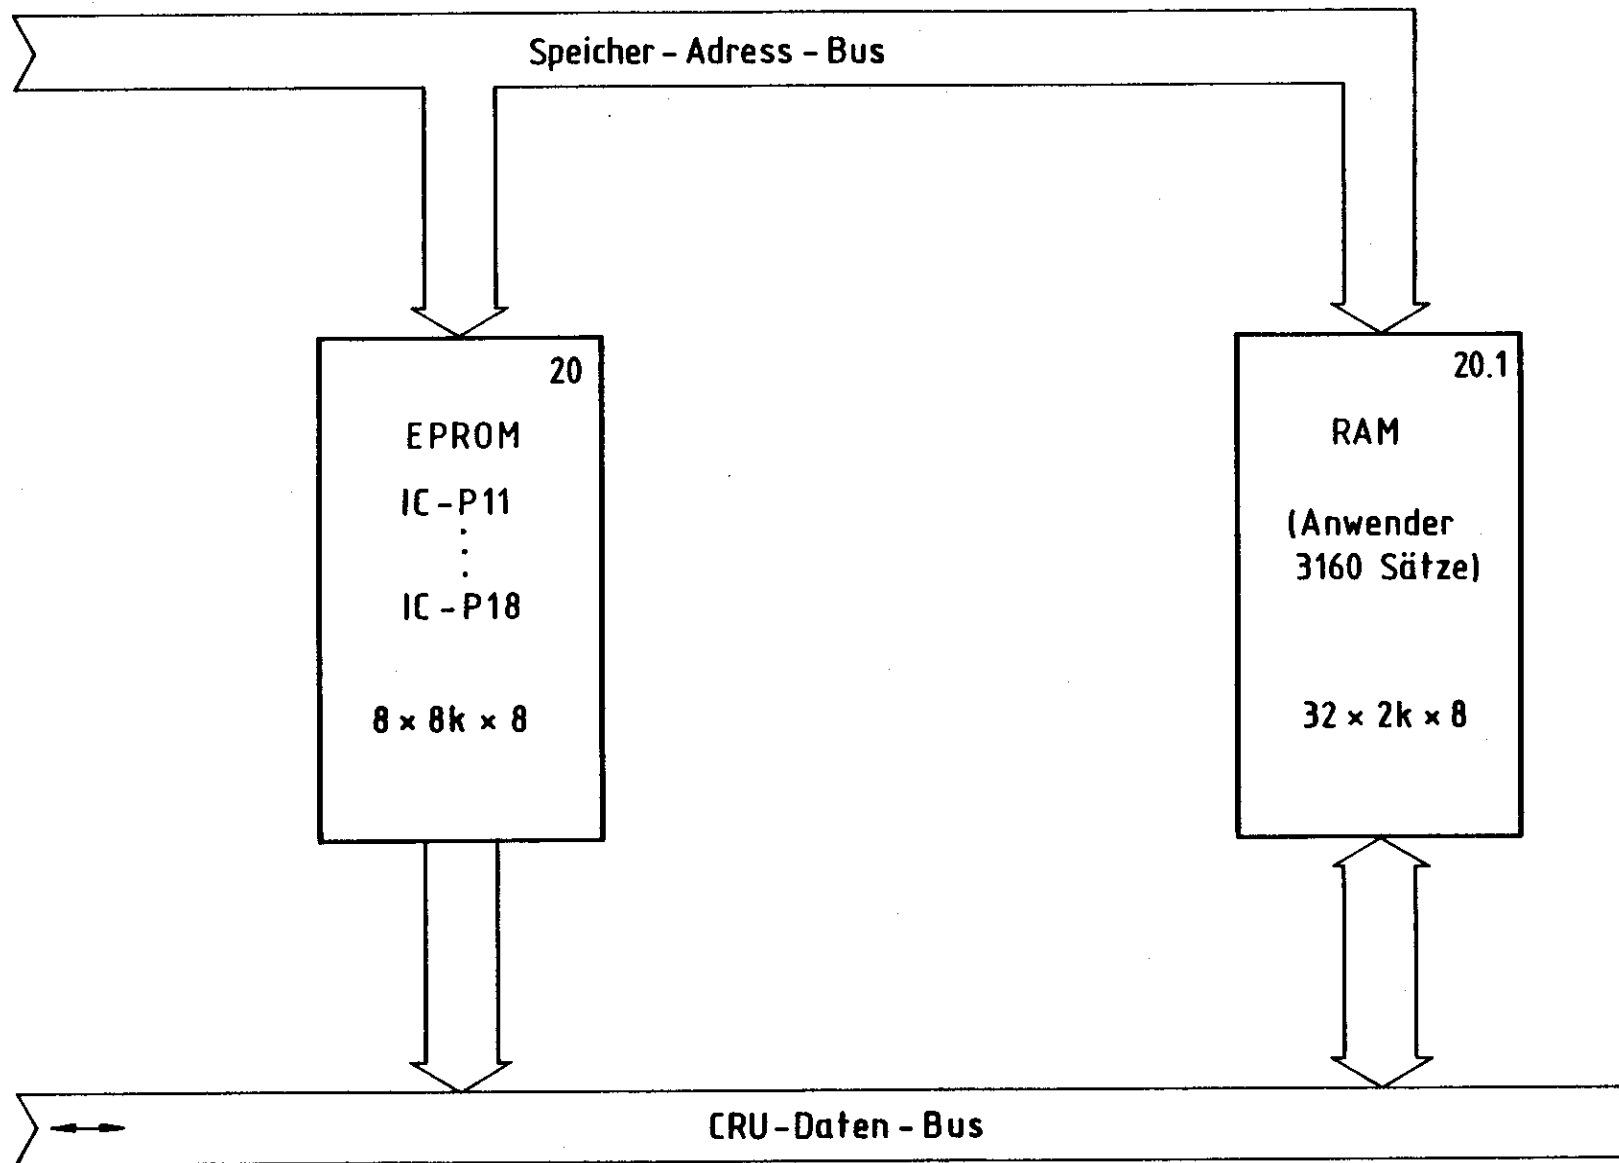 Speicher-Adress-Bus
20
EPROM
IC-P11
IC-P18
8 × 8k × 8
20.1
RAM
(Anwender
3160 Sätze)
32 × 2k × 8
CRU-Daten-Bus